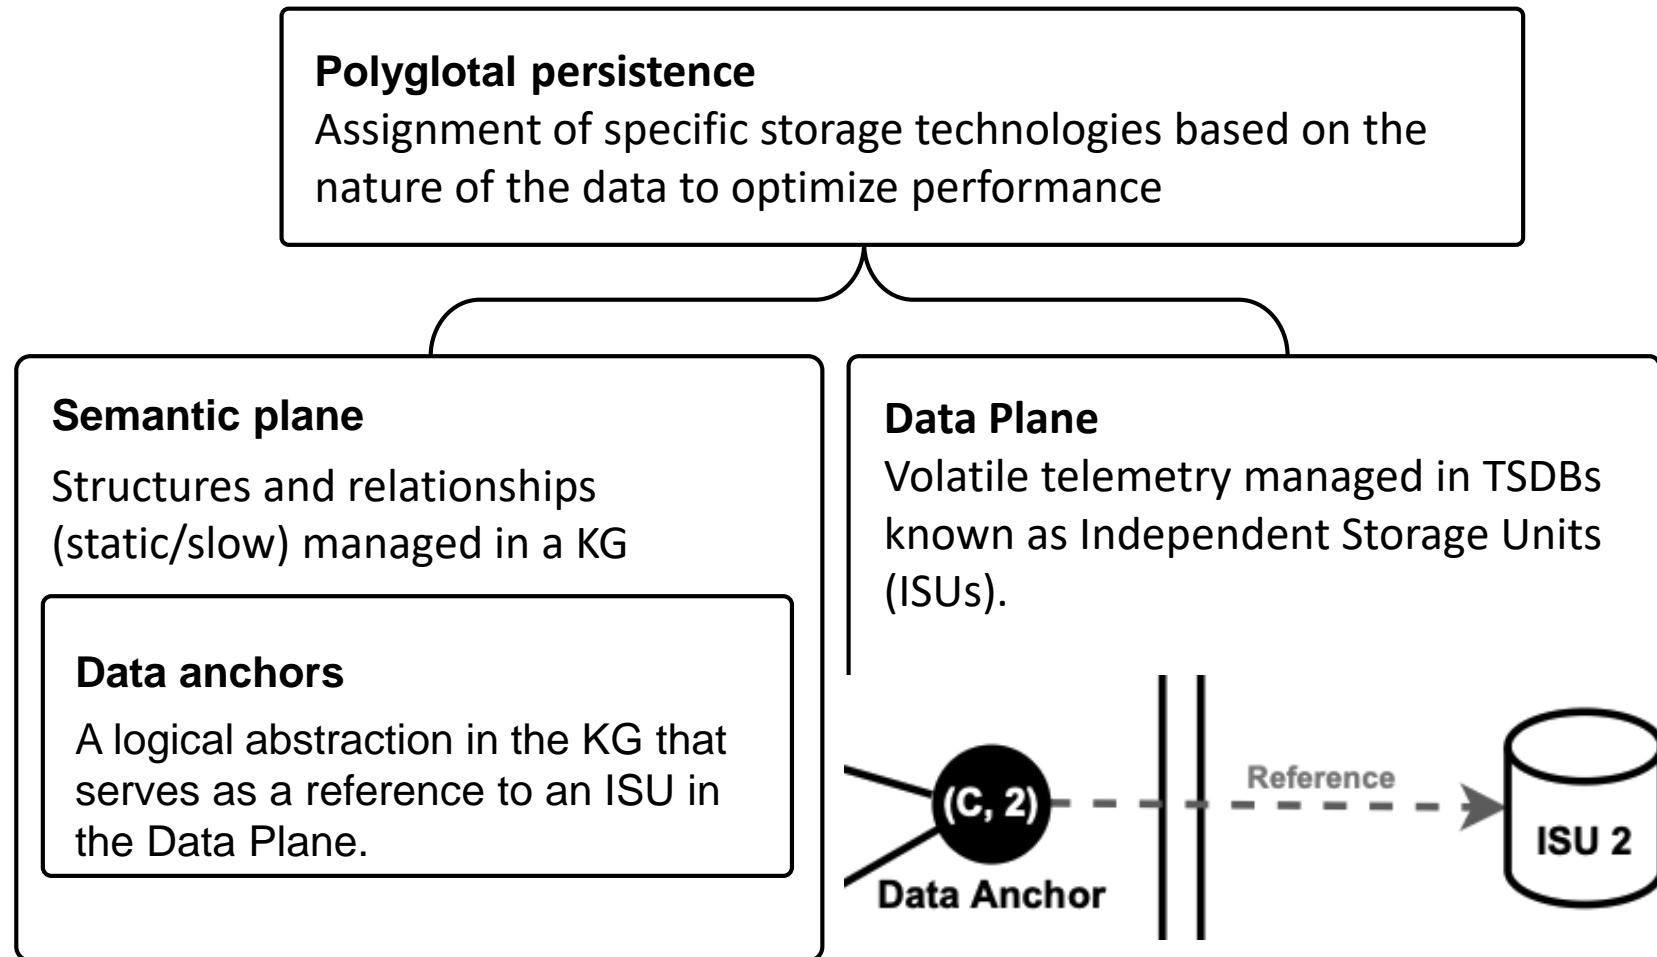 Polyglotal persistence
Assignment of specific storage technologies based on the
nature of the data to optimize performance
Semantic plane
Structures and relationships
(static/slow) managed in a KG
Data anchors
A logical abstraction in the KG that
serves as a reference to an ISU in
the Data Plane.
Data Plane
Volatile telemetry managed in TSDBs
known as Independent Storage Units
(ISUs).
(C, 2)
Data Anchor
Reference
ISU 2